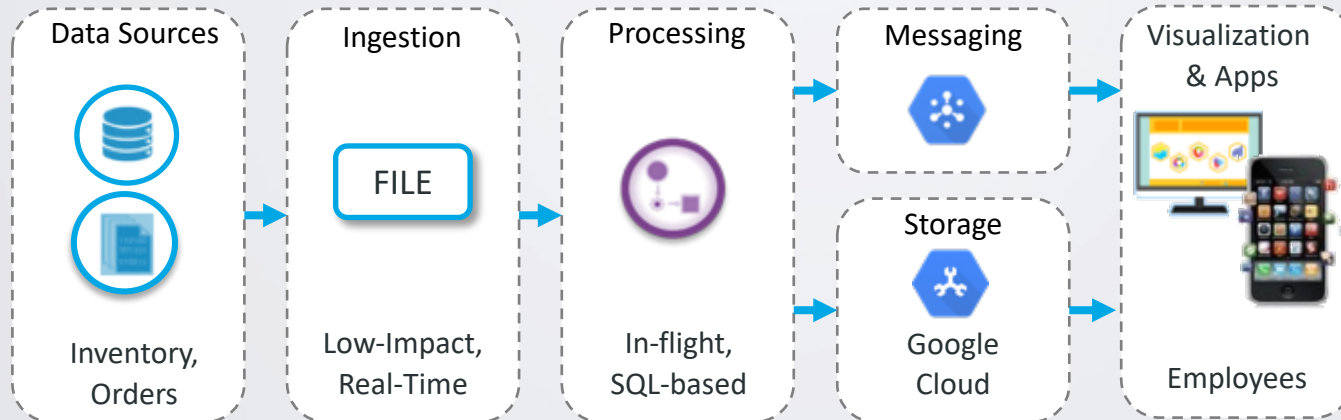 Data Sources
Inventory,
Orders
Ingestion
FILE
Low-Impact,
Real-Time
Processing
In-flight,
SQL-based
Messaging
Storage
Google
Cloud
Visualization
& Apps
Employees